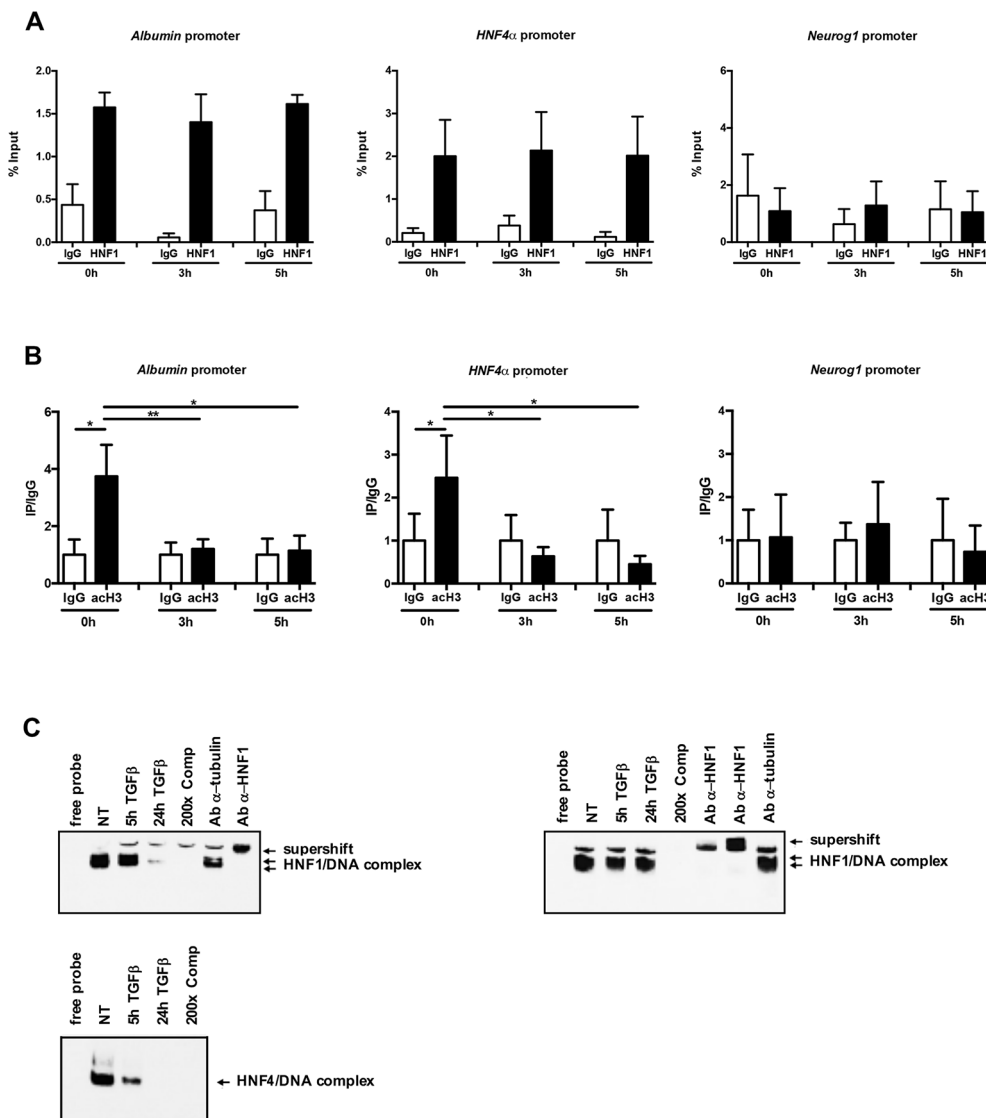 A
Albumin promoter
HNF4α promoter
Neurog1 promoter
% Input
2.0
1.5
1.0
0.5
0.0
IgG HNF1 IgG HNF1 IgG HNF1
0h 3h 5h
% Input
4
3
2
1
0
IgG HNF1 IgG HNF1 IgG HNF1
0h 3h 5h
% Input
6
4
2
0
IgG HNF1 IgG HNF1 IgG HNF1
0h 3h 5h
B
Albumin promoter
HNF4α promoter
Neurog1 promoter
IP/IgG
6
4
2
0
*
**
*
IgG acH3 IgG acH3 IgG acH3
0h 3h 5h
IP/IgG
4
3
2
1
0
*
*
*
IgG acH3 IgG acH3 IgG acH3
0h 3h 5h
IP/IgG
4
3
2
1
0
IgG acH3 IgG acH3 IgG acH3
0h 3h 5h
C
free probe
NT
5h TGFβ
24h TGFβ
200x Comp
Ab α-tubulin
Ab α-HNF1
supershift
HNF1/DNA complex
free probe
NT
5h TGFβ
24h TGFβ
200x Comp
Ab α-HNF1
Ab α-HNF1
Ab α-tubulin
supershift
HNF1/DNA complex
free probe
NT
5h TGFβ
24h TGFβ
200x Comp
HNF4/DNA complex